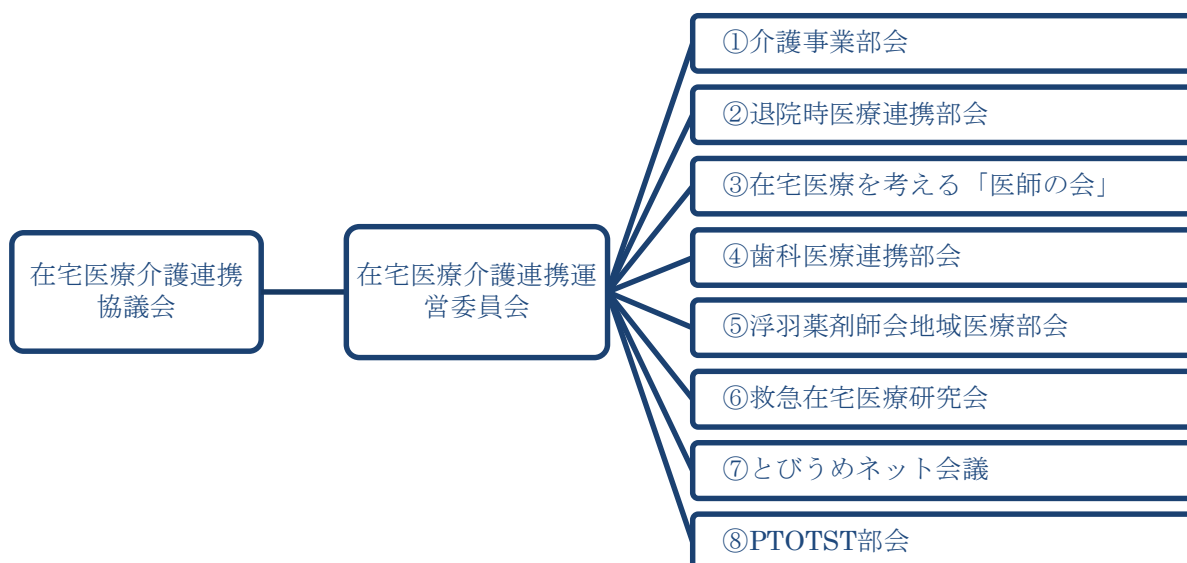 在宅医療介護連携
協議会
在宅医療介護連携運
営委員会
①介護事業部会
②退院時医療連携部会
③在宅医療を考える「医師の会」
④歯科医療連携部会
⑤浮羽薬剤師会地域医療部会
⑥救急在宅医療研究会
⑦とびうめネット会議
⑧PTOTST部会